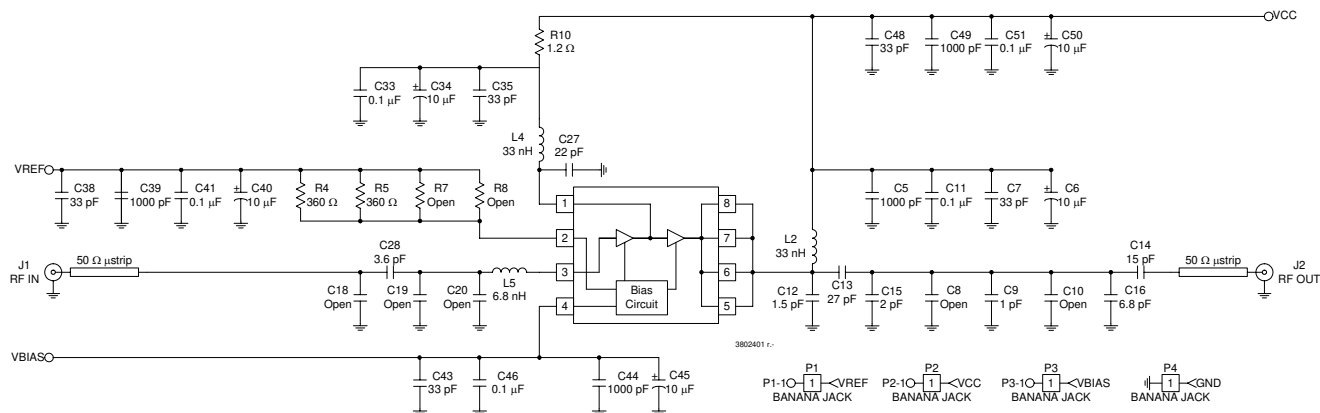 VCC
R10
1.2 Ω
C48
33 pF
C49
1000 pF
C51
0.1 µF
+
C50
10 µF
C33
0.1 µF
+
C34
10 µF
C35
33 pF
L4
33 nH
C27
22 pF
VREF
C38
33 pF
C39
1000 pF
C41
0.1 µF
+
C40
10 µF
R4
360 Ω
R5
360 Ω
R7
Open
R8
Open
C5
1000 pF
C11
0.1 µF
C7
33 pF
+
C6
10 µF
1
2
3
4
8
7
6
5
Bias
Circuit
L2
33 nH
J1
RF IN
50 Ω µstrip
C28
3.6 pF
C18
Open
C19
Open
C20
Open
L5
6.8 nH
C12
1.5 pF
C13
27 pF
C15
2 pF
C8
Open
C9
1 pF
C10
Open
C16
6.8 pF
C14
15 pF
50 Ω µstrip
J2
RF OUT
3802401 r.-
VBIAS
C43
33 pF
C46
0.1 µF
C44
1000 pF
+
C45
10 µF
P1
P1-1
1
VREF
BANANA JACK
P2
P2-1
1
VCC
BANANA JACK
P3
P3-1
1
VBIAS
BANANA JACK
P4
1
GND
BANANA JACK